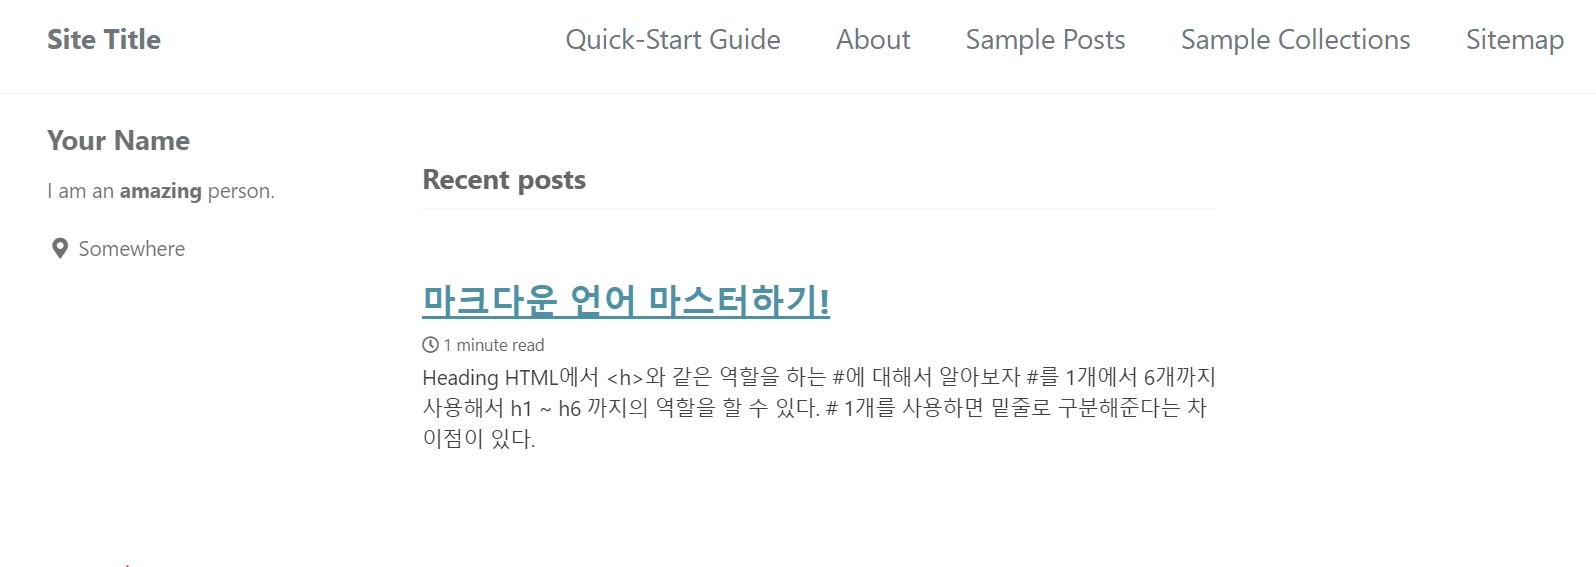 Site Title
Quick-Start Guide
About
Sample Posts
Sample Collections
Sitemap
Your Name
I am an amazing person.
Somewhere
Recent posts
마크다운 언어 마스터하기!
1 minute read
Heading HTML에서 <h>와 같은 역할을 하는 #에 대해서 알아보자 #를 1개에서 6개까지
사용해서 h1 ~ h6 까지의 역할을 할 수 있다. # 1개를 사용하면 밑줄로 구분해준다는 차
이점이 있다.